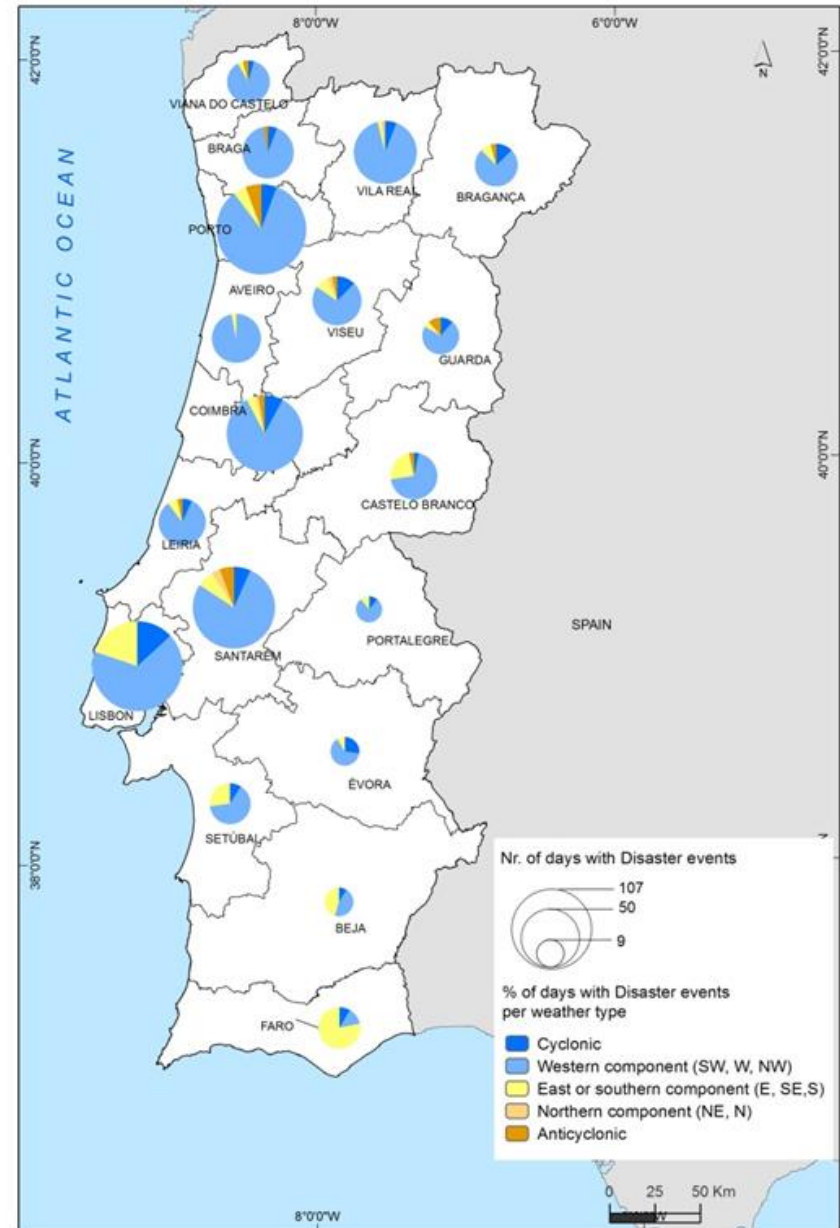 8°0'0"W
6°0'0"W
42°0'0"N
42°0'0"N
N
VIANA DO CASTELO
BRAGA
VILA REAL
BRAGANÇA
ATLANTIC OCEAN
PORTO
AVEIRO
VISEU
GUARDA
COIMBRA
40°0'0"N
40°0'0"N
CASTELO BRANCO
LEIRIA
SPAIN
PORTALEGRE
SANTARÉM
LISBON
ÉVORA
SETÚBAL
38°0'0"N
BEJA
FARO
Nr. of days with Disaster events
107
50
9
% of days with Disaster events
per weather type
Cyclonic
Western component (SW, W, NW)
East or southern component (E, SE,S)
Northern component (NE, N)
Anticyclonic
0 25 50 Km
8°0'0"W